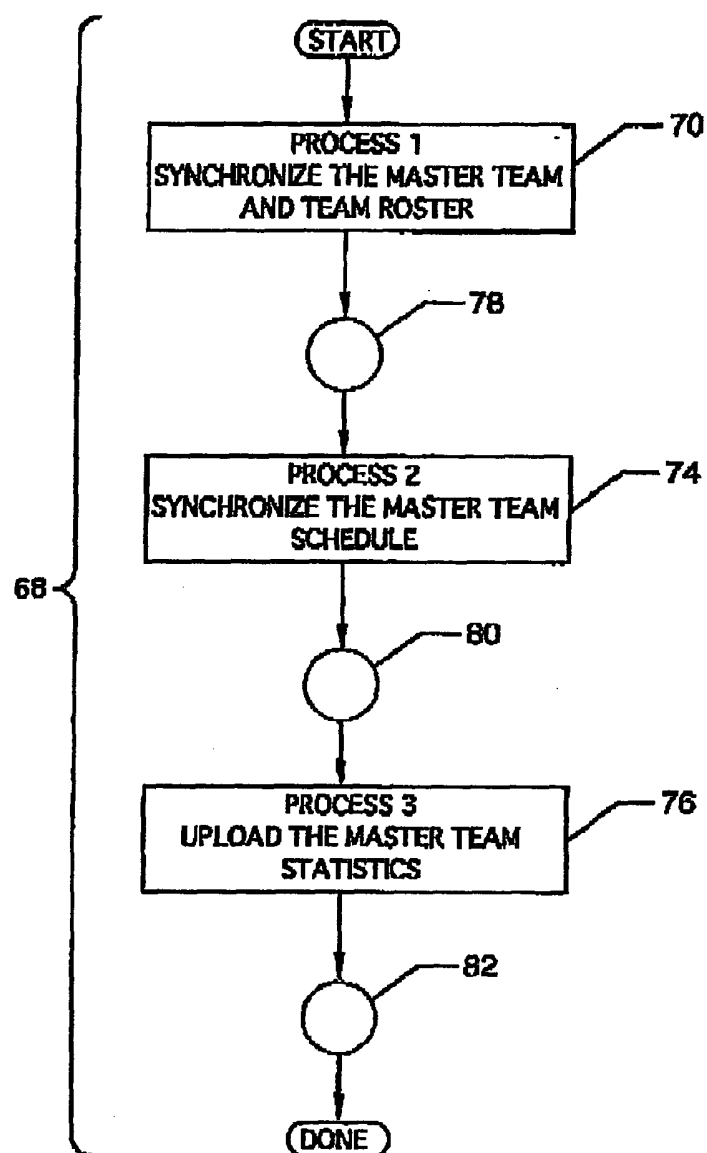 START
PROCESS 1
SYNCHRONIZE THE MASTER TEAM
AND TEAM ROSTER
70
78
PROCESS 2
SYNCHRONIZE THE MASTER TEAM
SCHEDULE
74
68
80
PROCESS 3
UPLOAD THE MASTER TEAM
STATISTICS
76
82
DONE